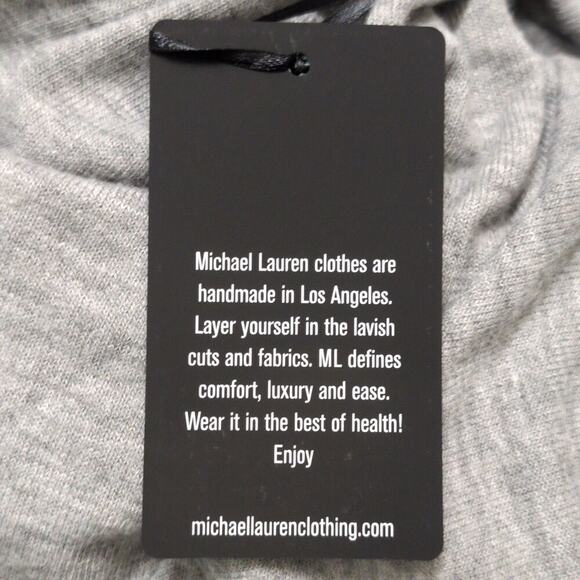 Michael Lauren clothes are
handmade in Los Angeles.
Layer yourself in the lavish
cuts and fabrics. ML defines
comfort, luxury and ease.
Wear it in the best of health!
Enjoy
michaellaurenclothing.com